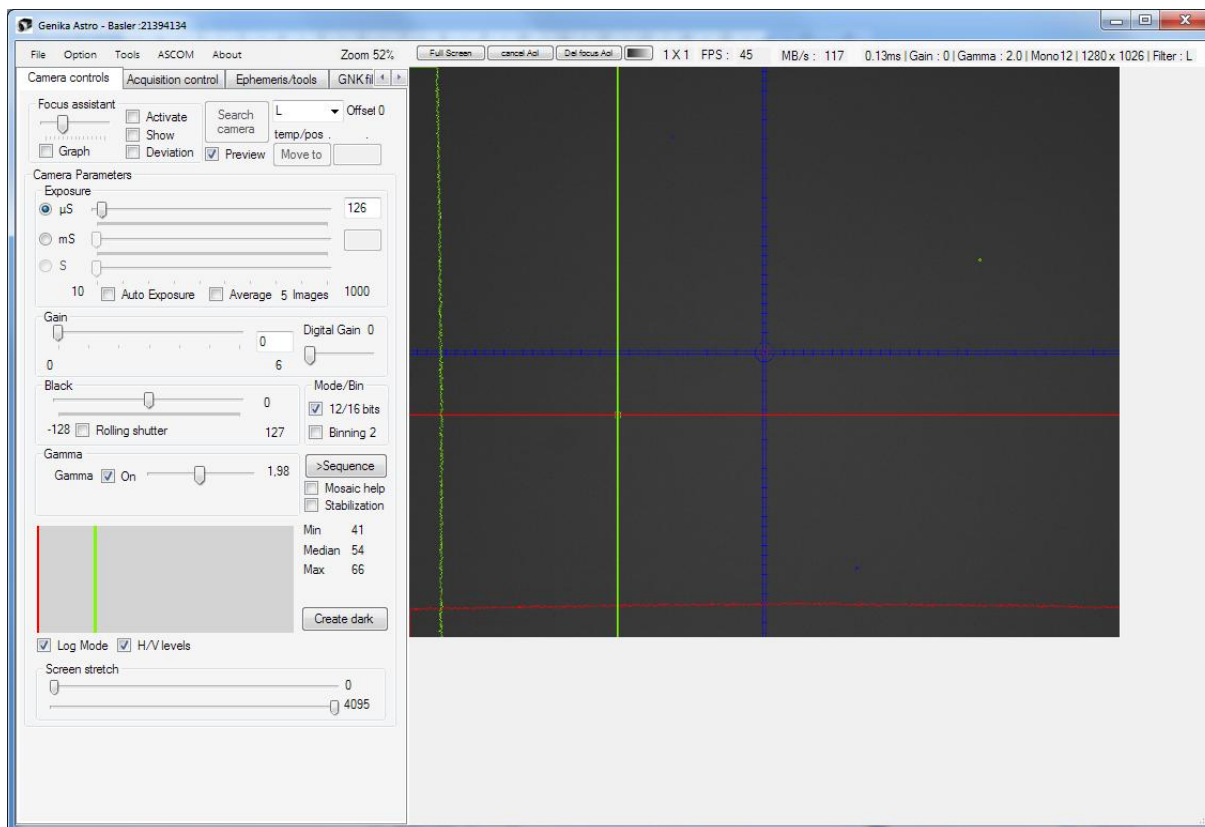 Genika Astro - Basler :21394134
File Option Tools ASCOM About Zoom 52% Full Screen cancel AoI Del focus AoI 1 X 1 FPS : 45 MB/s : 117 0.13ms | Gain : 0 | Gamma : 2.0 | Mono12 | 1280 x 1026 | Filter : L
Camera controls Acquisition control Ephemeris/tools GNK fil
Focus assistant
Activate
Show
Deviation
Graph
Search camera
L
Offset 0
temp/pos . .
Preview
Move to
Camera Parameters
Exposure
µS 126
mS
S
10 Auto Exposure Average 5 Images 1000
Gain
0
0 6
Digital Gain 0
Black
0
-128 Rolling shutter 127
Mode/Bin
12/16 bits
Binning 2
Gamma
Gamma On 1,98
>Sequence
Mosaic help
Stabilization
Min 41
Median 54
Max 66
Create dark
Log Mode H/V levels
Screen stretch
0
4095